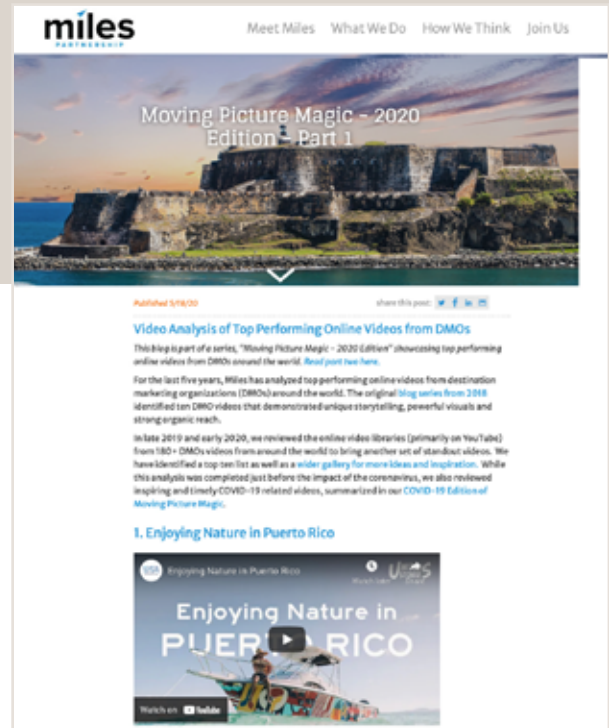 miles
PARTNERSHIP
Meet Miles What We Do How We Think Join Us
Moving Picture Magic - 2020
Edition - Part 1
Published 5/18/20
share this post:
Video Analysis of Top Performing Online Videos from DMOs
This blog is part of a series, "Moving Picture Magic - 2020 Edition" showcasing top performing
online videos from DMOs around the world. Read part two here.
For the last five years, Miles has analyzed top performing online videos from destination
marketing organizations (DMOs) around the world. The original blog series from 2018
identified ten DMO videos that demonstrated unique storytelling, powerful visuals and
strong organic reach.
In late 2019 and early 2020, we reviewed the online video libraries (primarily on YouTube)
from 180+ DMOs videos from around the world to bring another set of standout videos. We
have identified a top ten list as well as a wider gallery for more ideas and inspiration. While
this analysis was completed just before the impact of the coronavirus, we also reviewed
inspiring and timely COVID-19 related videos, summarized in our COVID-19 Edition of
Moving Picture Magic.
1. Enjoying Nature in Puerto Rico
USA Enjoying Nature in Puerto Rico
Enjoying Nature in
PUERTO RICO
Watch on YouTube